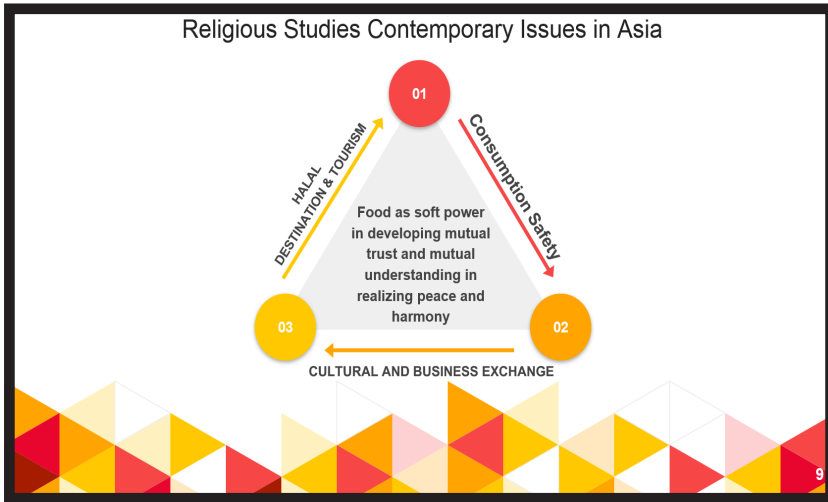 Religious Studies Contemporary Issues in Asia
01
HALAL
DESTINATION & TOURISM
Consumption Safety
Food as soft power
in developing mutual
trust and mutual
understanding in
realizing peace and
harmony
03
02
CULTURAL AND BUSINESS EXCHANGE
9